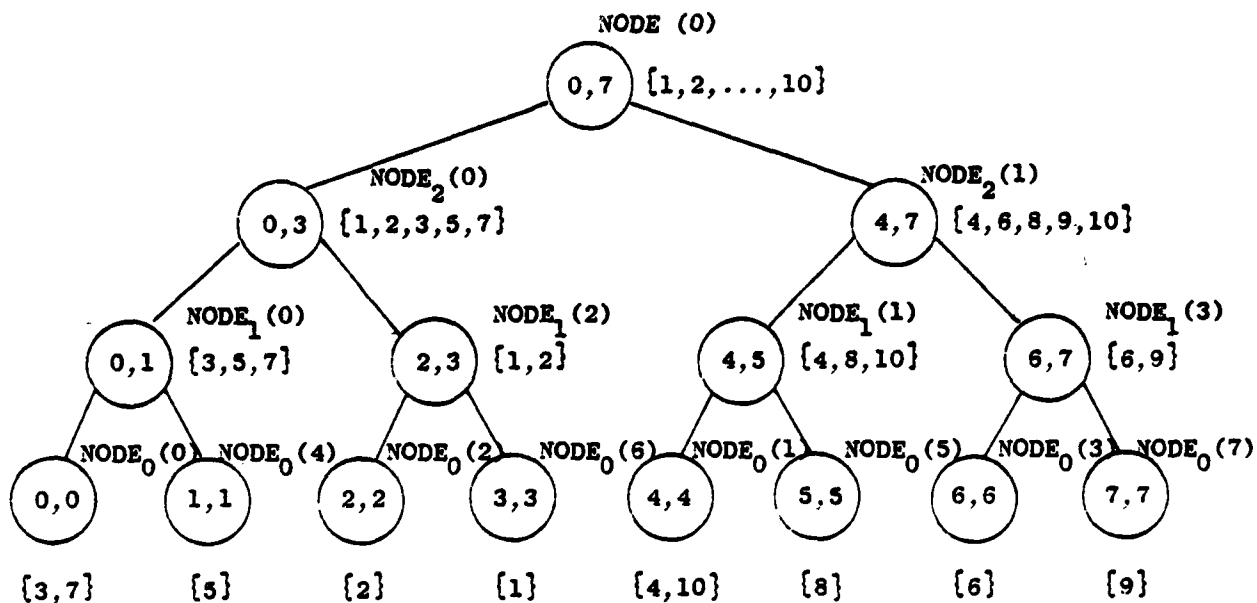 NODE (0)
0,7 {1,2,...,10}
NODE₂(0) NODE₂(1)
0,3 {1,2,3,5,7} 4,7 {4,6,8,9,10}
NODE₁(0) NODE₁(2) NODE₁(1) NODE₁(3)
0,1 {3,5,7} 2,3 {1,2} 4,5 {4,8,10} 6,7 {6,9}
NODE₀(0) NODE₀(4) NODE₀(2) NODE₀(6) NODE₀(1) NODE₀(5) NODE₀(3) NODE₀(7)
0,0 1,1 2,2 3,3 4,4 5,5 6,6 7,7
{3,7} {5} {2} {1} {4,10} {8} {6} {9}